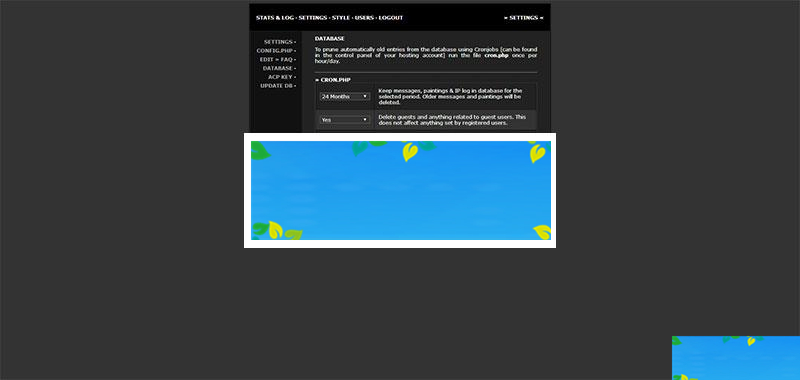 STATS & LOG · SETTINGS · STYLE · USERS · LOGOUT
» SETTINGS «
SETTINGS ·
CONFIG.PHP ·
EDIT » FAQ ·
DATABASE ·
ACP KEY ·
UPDATE DB ·
DATABASE
To prune automatically old entries from the database using Cronjobs [can be found
in the control panel of your hosting account] run the file cron.php once per
hour/day.
» CRON.PHP
24 Months
Keep messages, paintings & IP log in database for the
selected period. Older messages and paintings will be
deleted.
Yes
Delete guests and anything related to guest users. This
does not affect anything set by registered users.